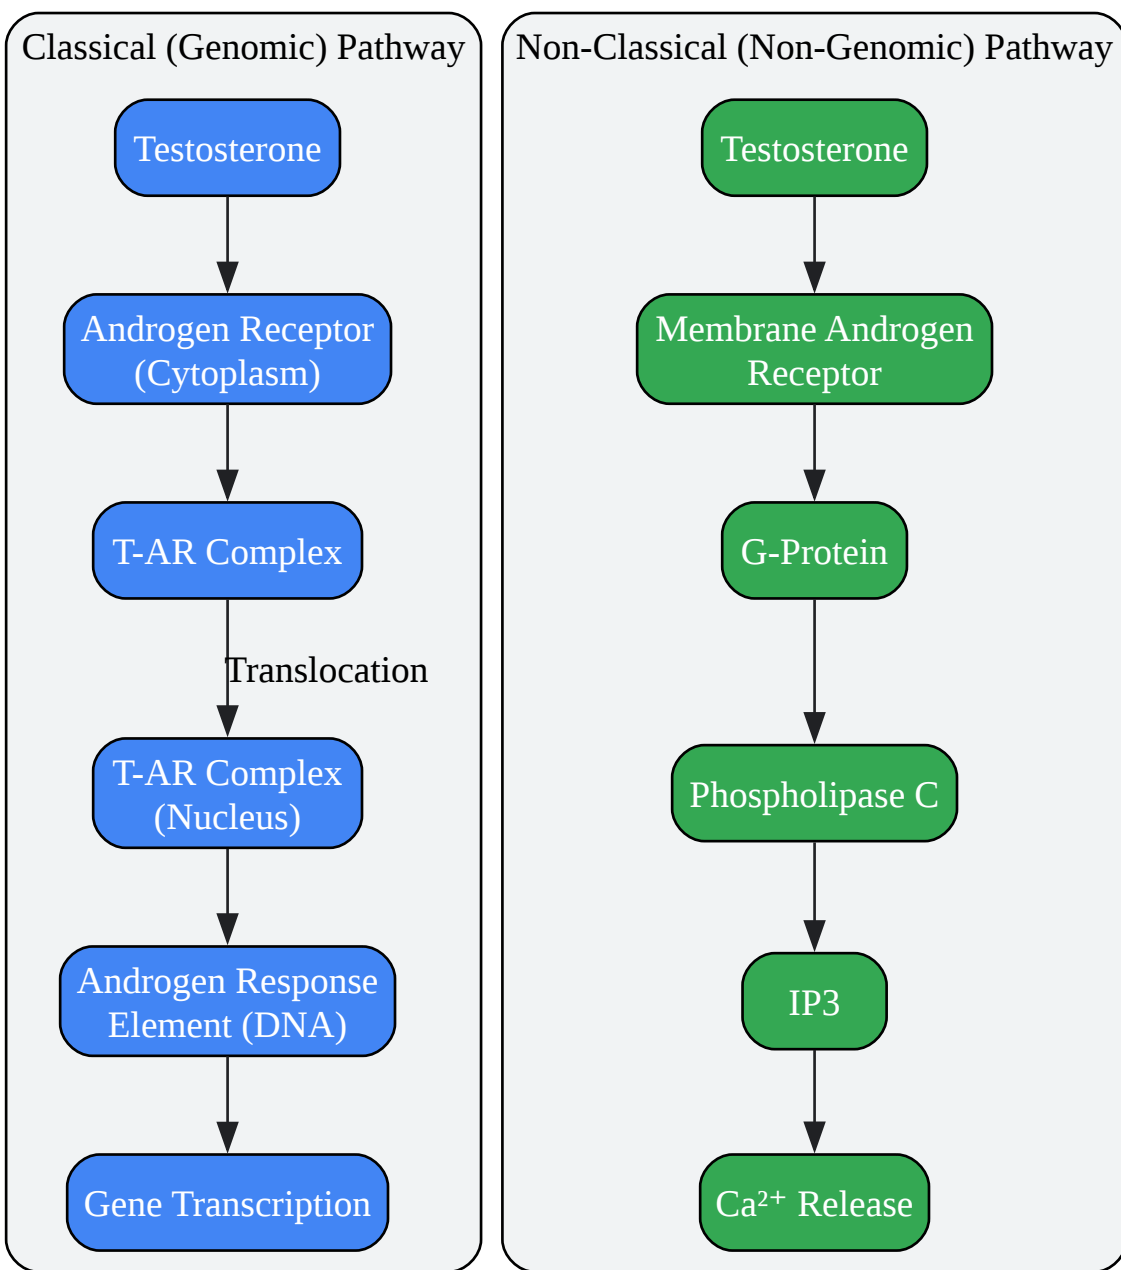 Classical (Genomic) Pathway
Testosterone
Androgen Receptor
(Cytoplasm)
T-AR Complex
Translocation
T-AR Complex
(Nucleus)
Androgen Response
Element (DNA)
Gene Transcription
Non-Classical (Non-Genomic) Pathway
Testosterone
Membrane Androgen
Receptor
G-Protein
Phospholipase C
IP3
Ca²⁺ Release